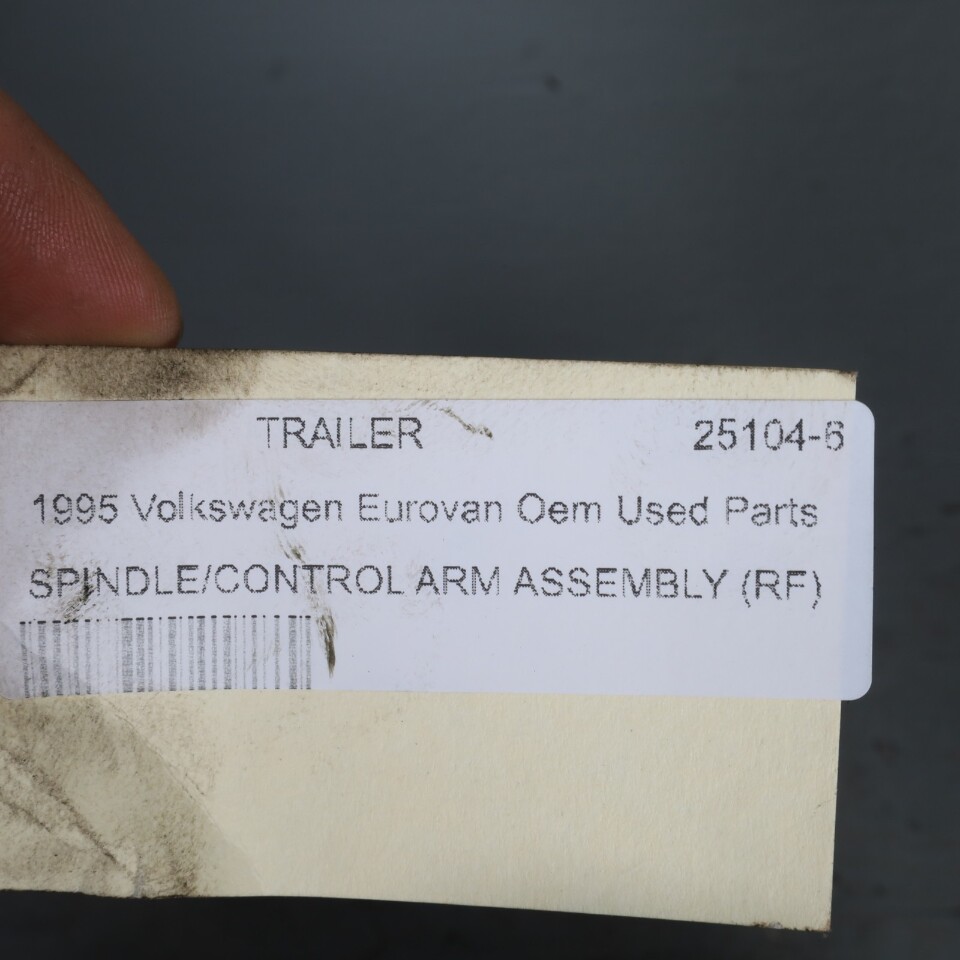 TRAILER 25104-6
1995 Volkswagen Eurovan Oem Used Parts
SPINDLE/CONTROL ARM ASSEMBLY (RF)